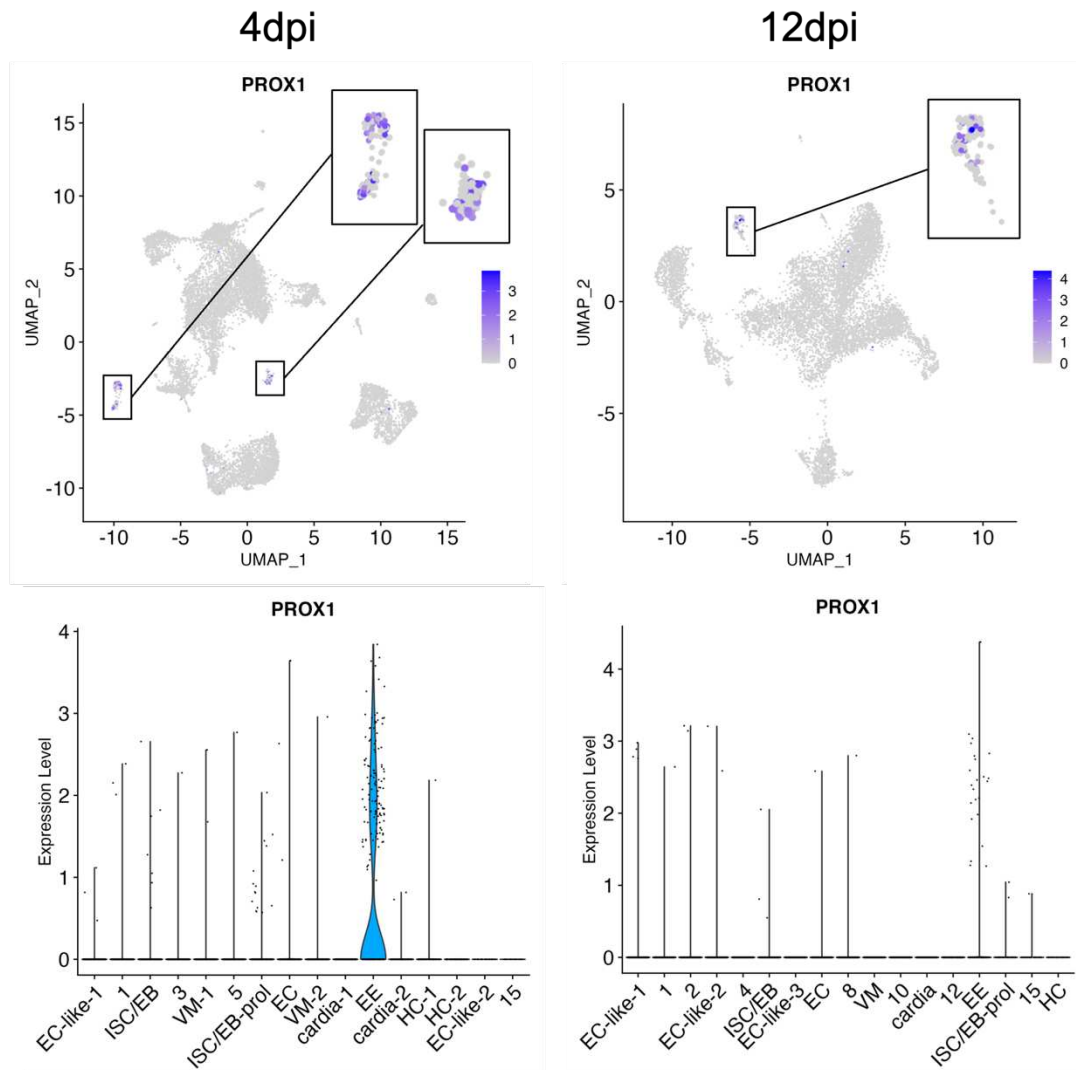 4dpi
12dpi
PROX1
15
10
5
0
-5
-10
UMAP_2
-10
-5
0
5
10
15
UMAP_1
3
2
1
0
PROX1
5
0
-5
UMAP_2
-10
-5
0
5
10
UMAP_1
4
3
2
1
0
PROX1
4
3
2
1
0
Expression Level
EC-like-1
1
ISC/EB
3
VM-1
5
ISC/EB-prol
EC
VM-2
cardia-1
EE
cardia-2
HC-1
HC-2
EC-like-2
15
PROX1
4
3
2
1
0
Expression Level
EC-like-1
1
2
EC-like-2
4
ISC/EB
EC-like-3
EC
8
VM
10
cardia
12
EE
ISC/EB-prol
15
HC